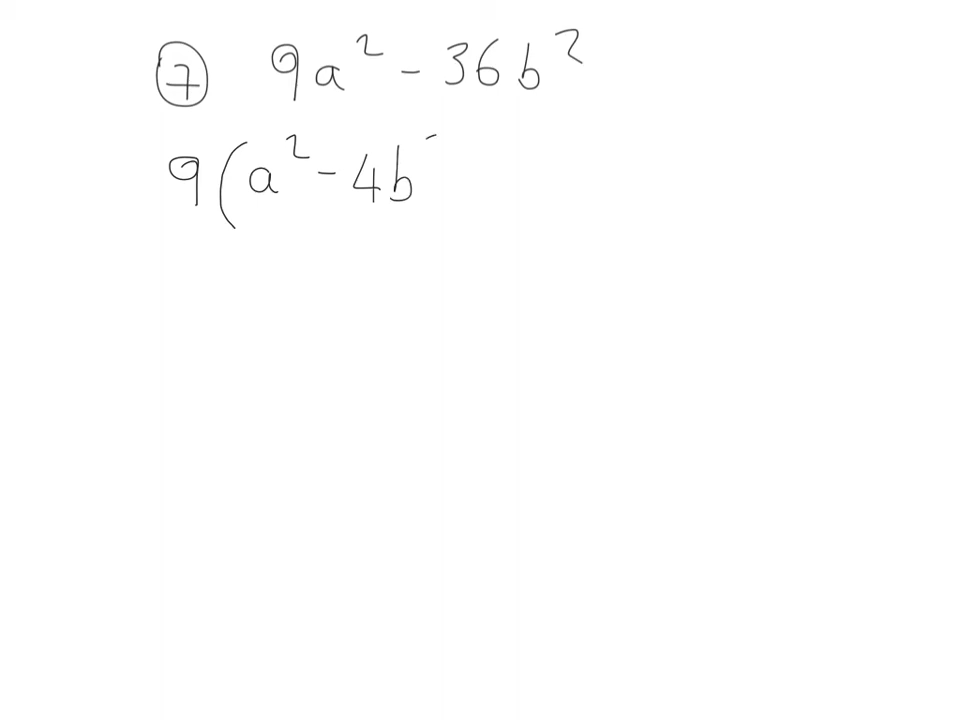 ⑦ 9a² - 36b²
9(a² - 4b